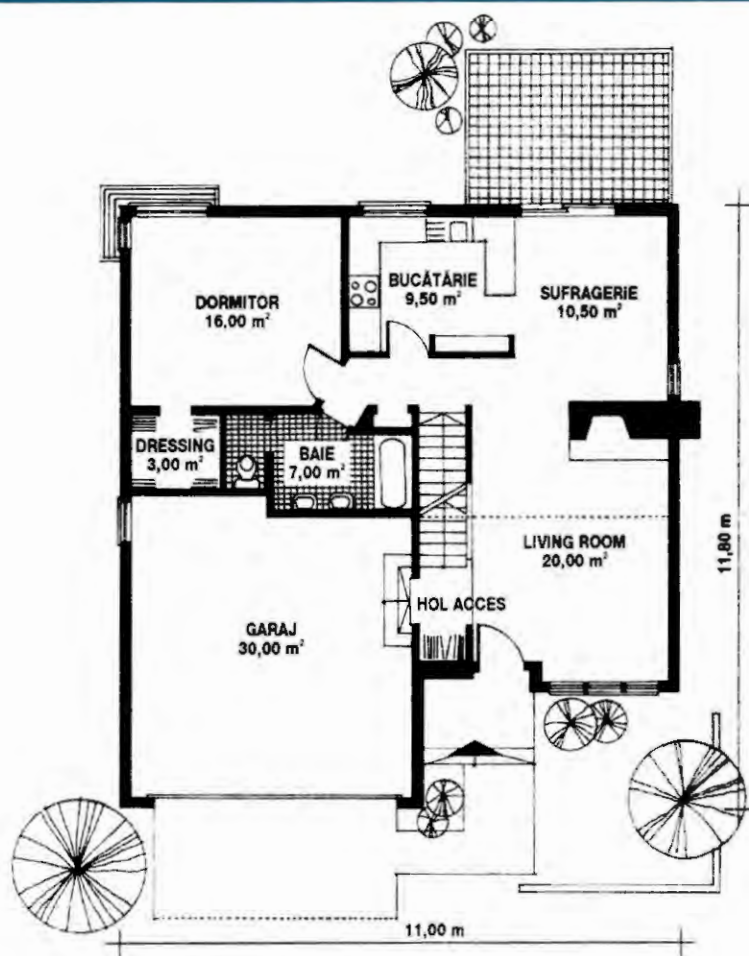 DORMITOR
16,00 m²
BUCĂTĂRIE
9,50 m²
SUFRAGERIE
10,50 m²
DRESSING
3,00 m²
BAIE
7,00 m²
LIVING ROOM
20,00 m²
11,80 m
HOL ACCES
GARAJ
30,00 m²
11,00 m